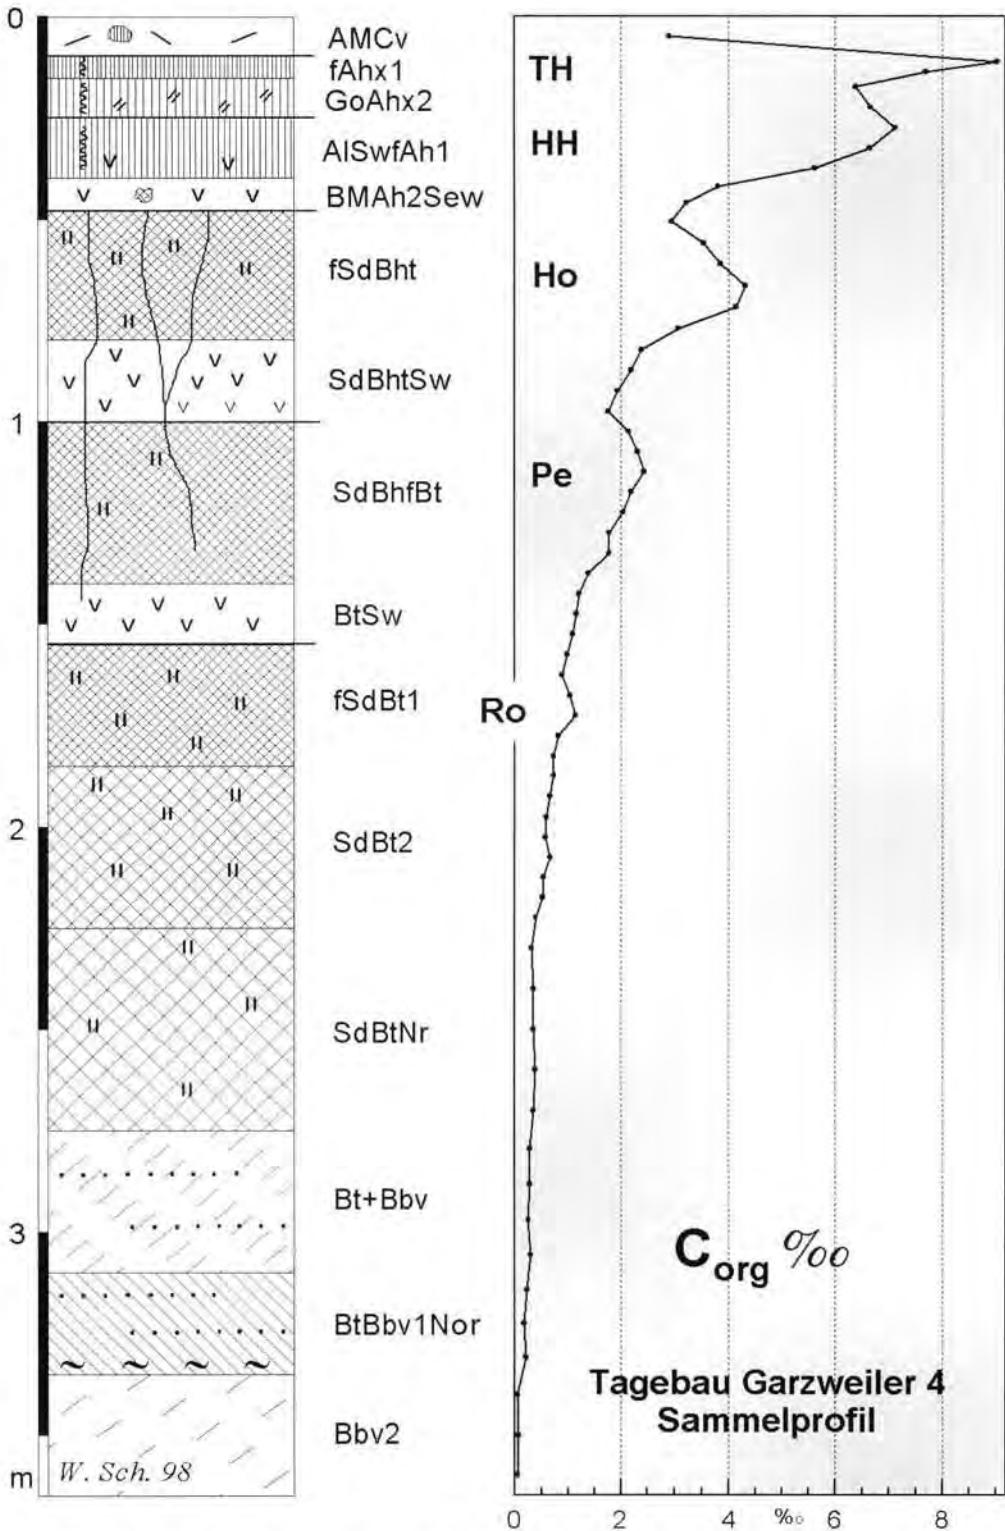 0
AMCv
fAhx1
GoAhx2
AlSwfAh1
BMAh2Sew
fSdBht
SdBhtSw
1
SdBhfBt
BtSw
fSdBt1
SdBt2
2
SdBtNr
Bt+Bbv
3
BtBbv1Nor
Bbv2
m
W. Sch. 98
TH
HH
Ho
Pe
Ro
Corg ‰
Tagebau Garzweiler 4
Sammelprofil
0 2 ‰ 4 6 8